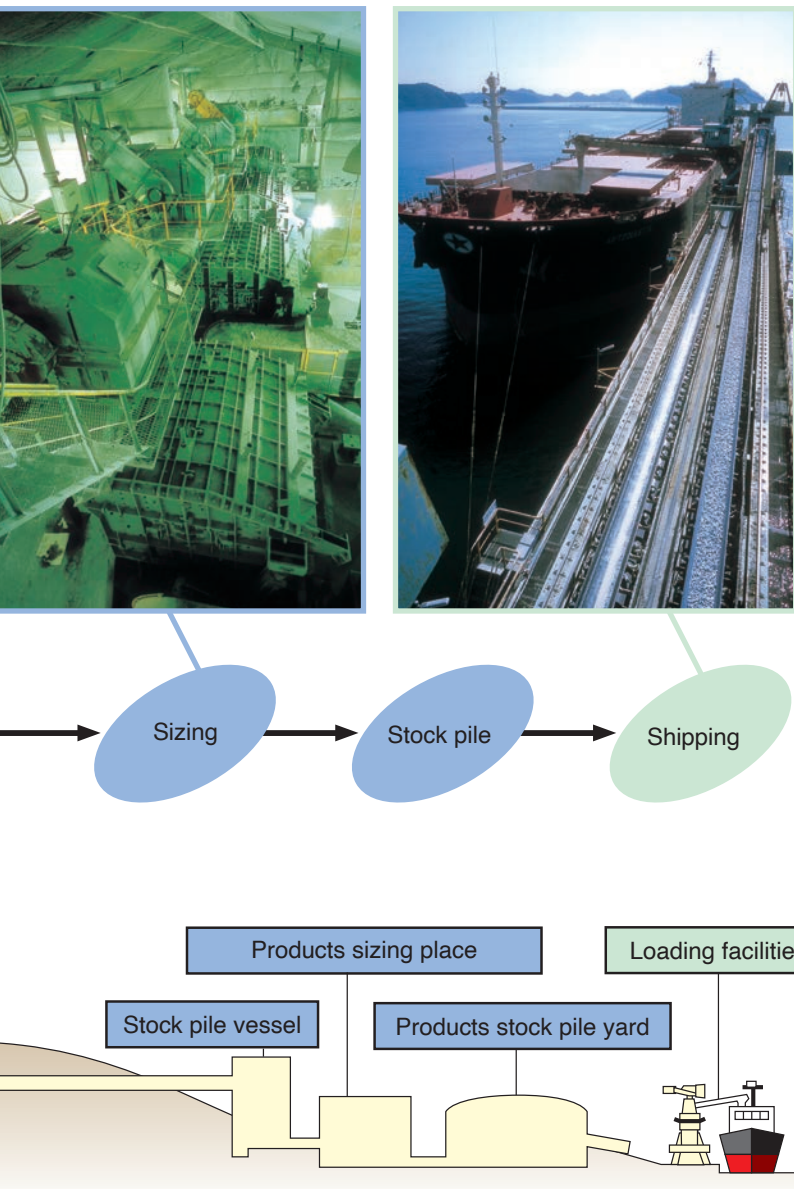 Sizing
Stock pile
Shipping
Products sizing place
Loading facilitie
Stock pile vessel
Products stock pile yard